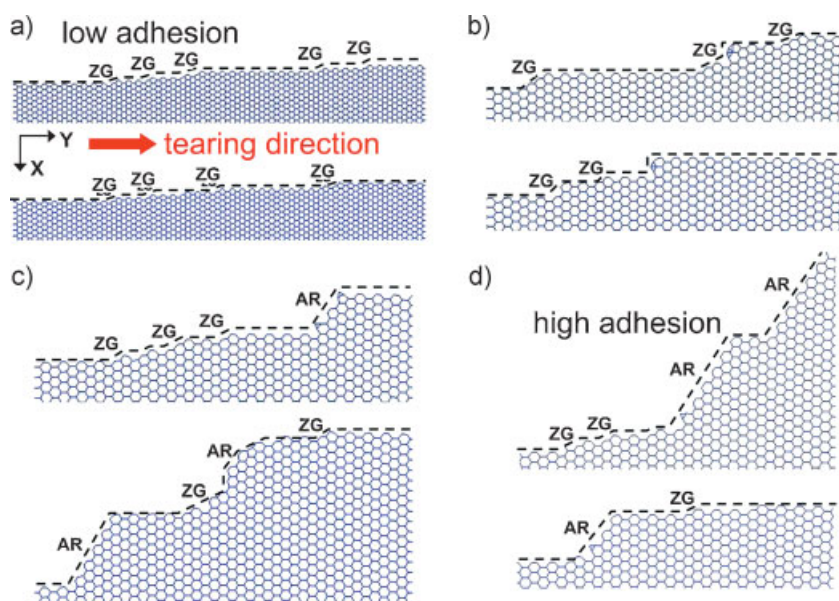 a) low adhesion
ZG ZG ZG ZG ZG
Y tearing direction
X
ZG ZG ZG ZG
b)
ZG ZG
ZG ZG
c)
ZG ZG ZG AR
AR ZG AR ZG
d)
high adhesion
ZG ZG AR AR
AR ZG